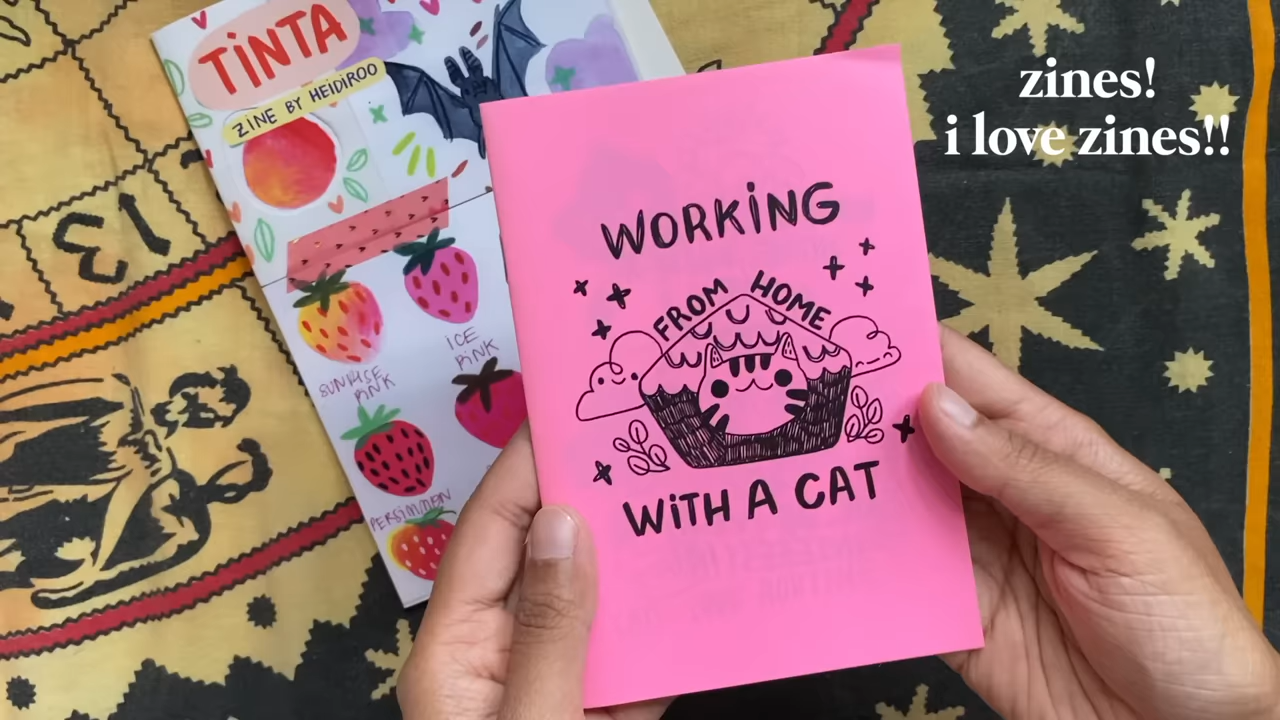 TiNTA
ZiNE BY HEiDiROO
zines!
i love zines!!
WORKiNG
FROM HOME
WiTH A CAT
iCE
PiNK
SUNRiSE
PiNK
PERSiMMON
13